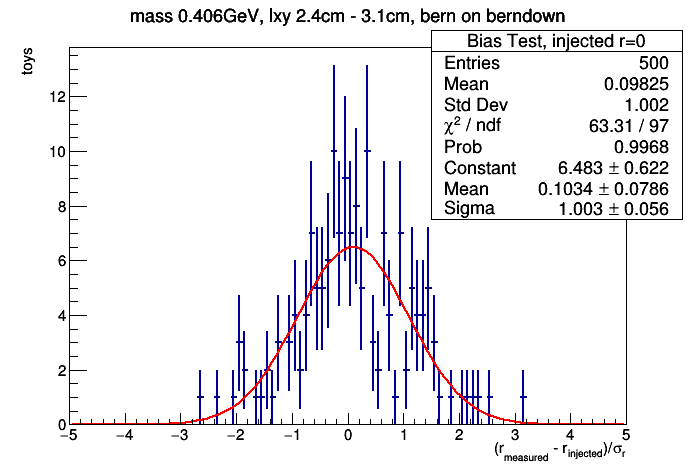 mass 0.406GeV, lxy 2.4cm - 3.1cm, bern on berndown
toys
Bias Test, injected r=0
Entries 500
Mean 0.09825
Std Dev 1.002
χ² / ndf 63.31 / 97
Prob 0.9968
Constant 6.483 ± 0.622
Mean 0.1034 ± 0.0786
Sigma 1.003 ± 0.056
12
10
8
6
4
2
0
−5 −4 −3 −2 −1 0 1 2 3 4 5
(r_measured - r_injected)/σ_r